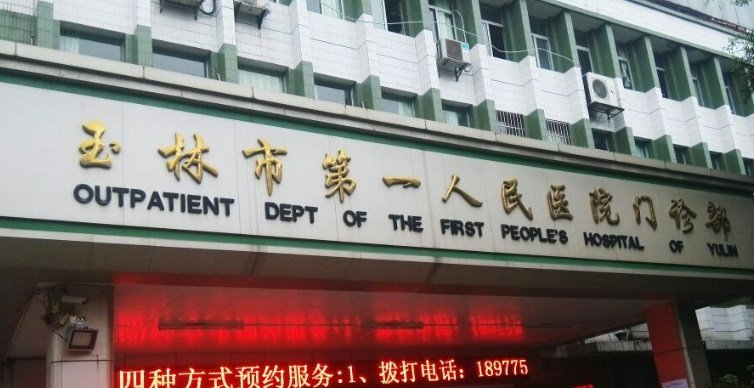 玉林市第一人民医院门诊部
OUTPATIENT DEPT OF THE FIRST PEOPLE'S HOSPITAL OF YULIN
四种方式预约服务:1、拨打电话: 189775